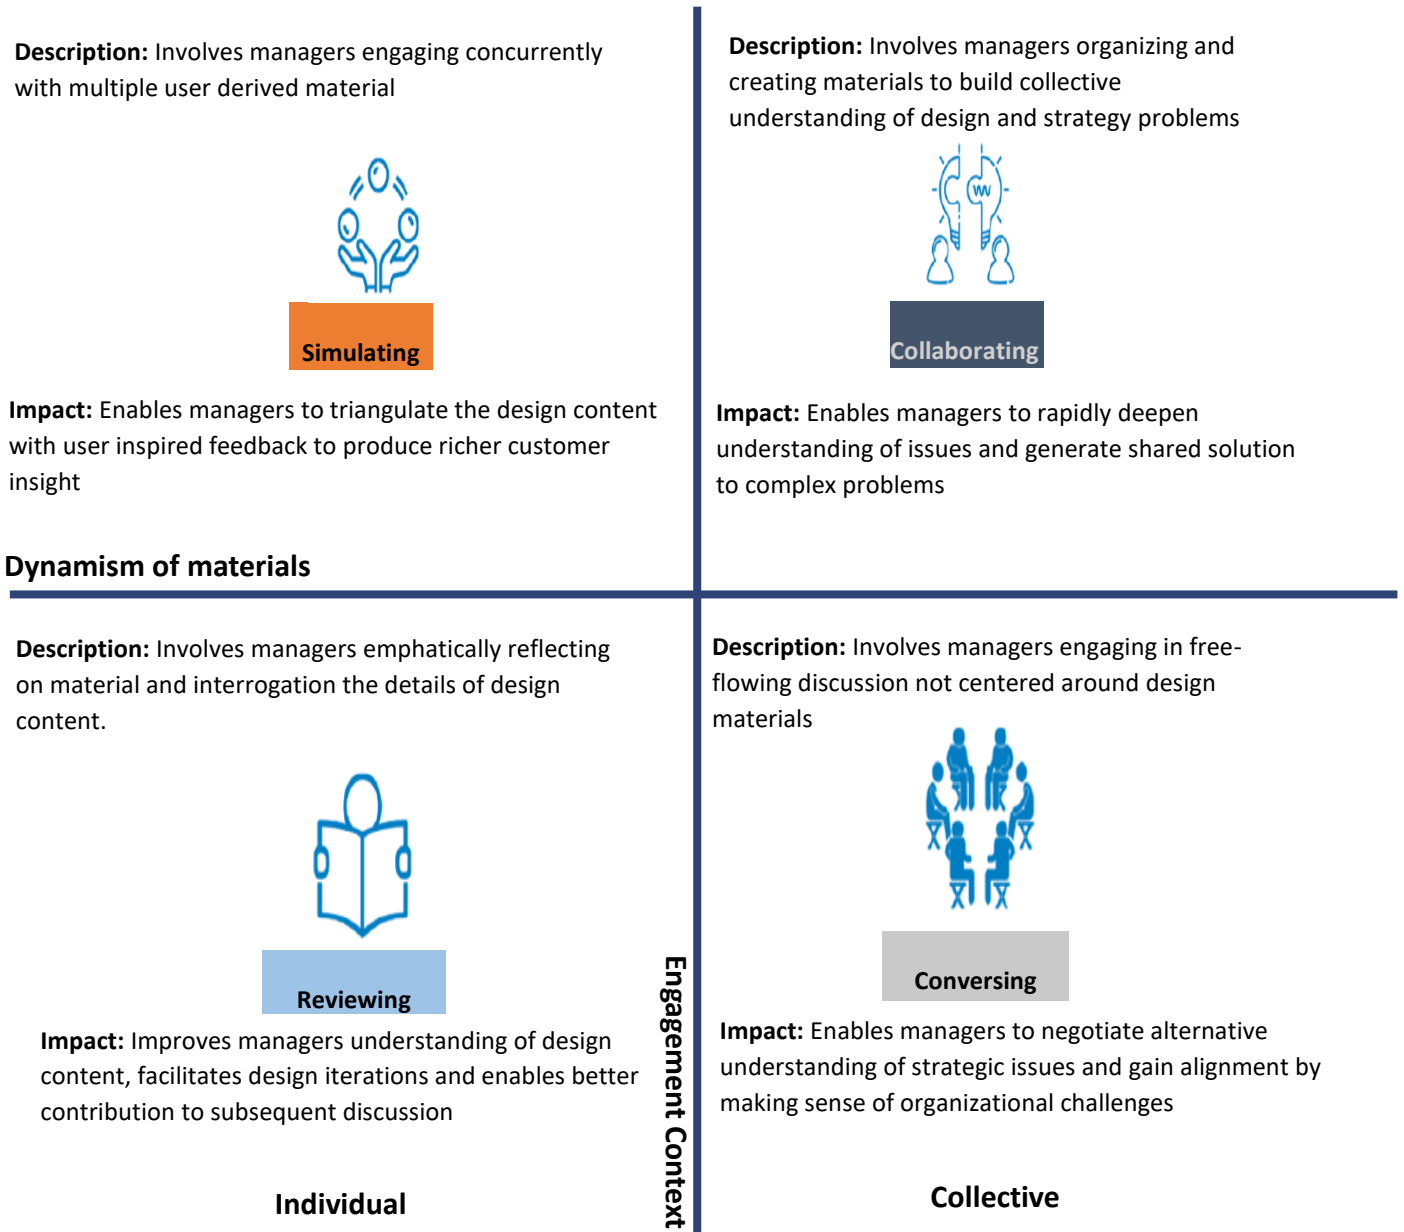 Description: Involves managers engaging concurrently
with multiple user derived material
Simulating
Impact: Enables managers to triangulate the design content
with user inspired feedback to produce richer customer
insight
Description: Involves managers organizing and
creating materials to build collective
understanding of design and strategy problems
Collaborating
Impact: Enables managers to rapidly deepen
understanding of issues and generate shared solution
to complex problems
Dynamism of materials
Description: Involves managers emphatically reflecting
on material and interrogation the details of design
content.
Reviewing
Impact: Improves managers understanding of design
content, facilitates design iterations and enables better
contribution to subsequent discussion
Individual
Engagement Context
Description: Involves managers engaging in free-
flowing discussion not centered around design
materials
Conversing
Impact: Enables managers to negotiate alternative
understanding of strategic issues and gain alignment by
making sense of organizational challenges
Collective